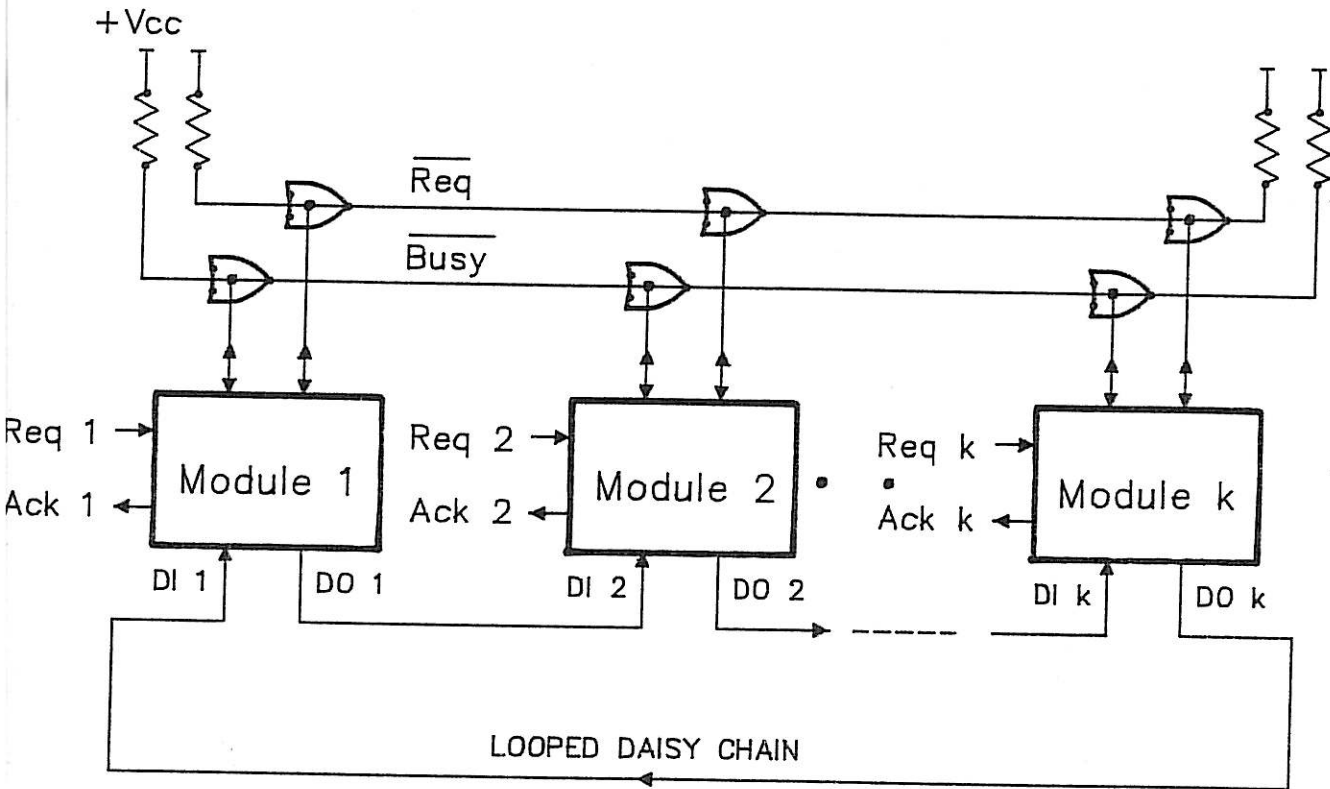 +Vcc
Req
Busy
Req 1
Module 1
Ack 1
Req 2
Module 2
Ack 2
Req k
Module k
Ack k
DI 1
DO 1
DI 2
DO 2
DI k
DO k
LOOPED DAISY CHAIN